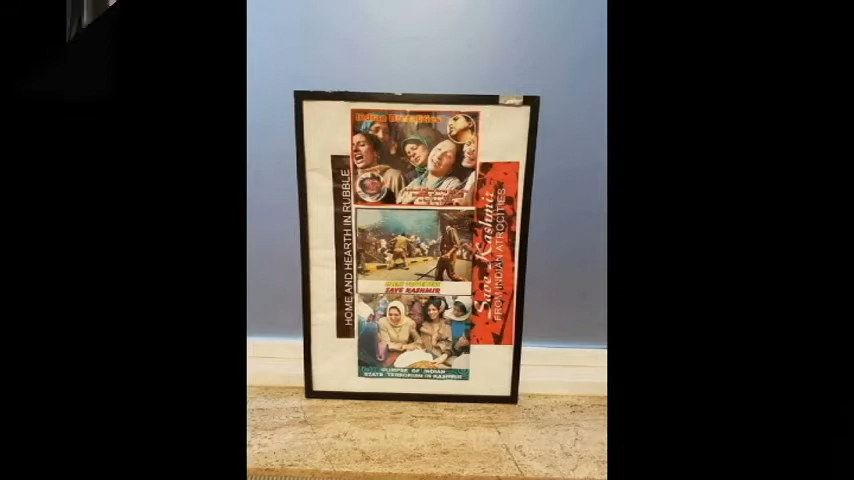 Indian Brutalities
HOME AND HEARTH IN RUBBLE
Save Kashmir
FROM INDIAN ATROCITIES
SAVE KASHMIR
GLIMPSE OF INDIAN
STATE TERRORISM IN KASHMIR